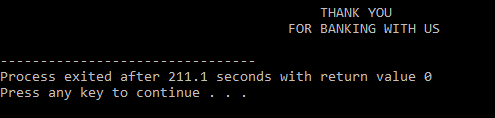 THANK YOU
FOR BANKING WITH US
--------------------------------
Process exited after 211.1 seconds with return value 0
Press any key to continue . . .